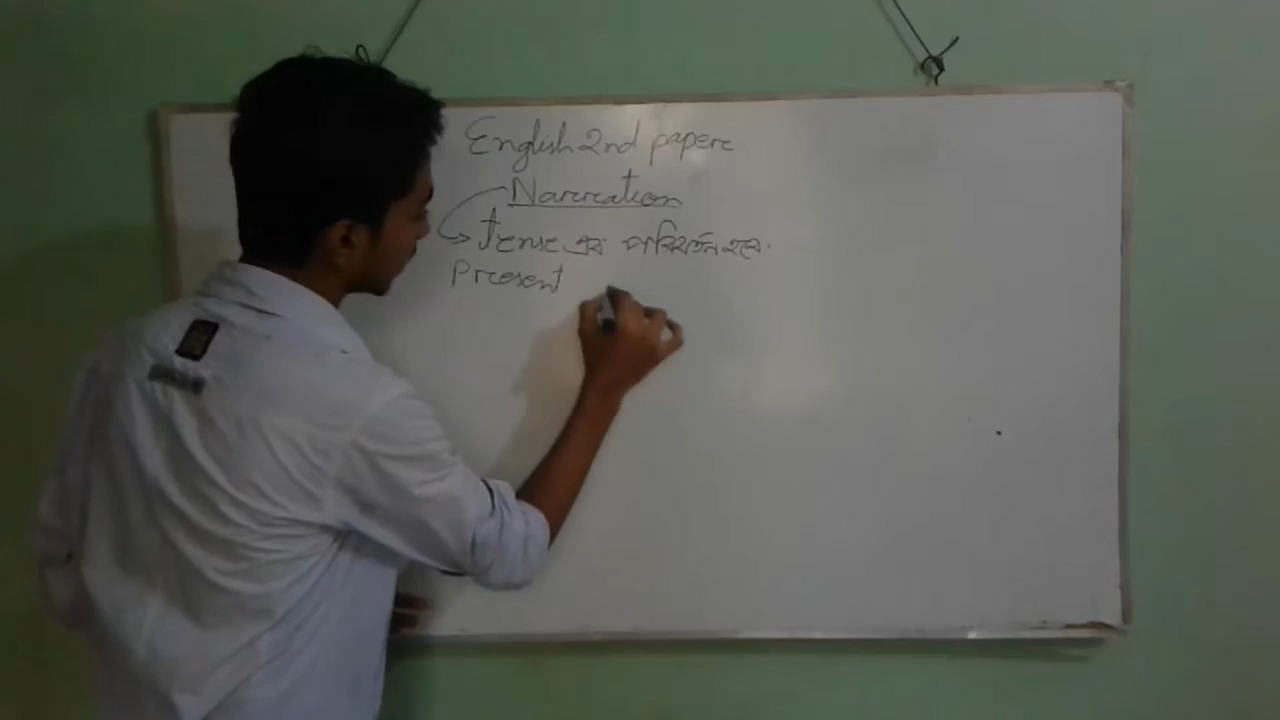 English 2nd paper
Narration
Tense এর পরিবর্তন হবে.
Present